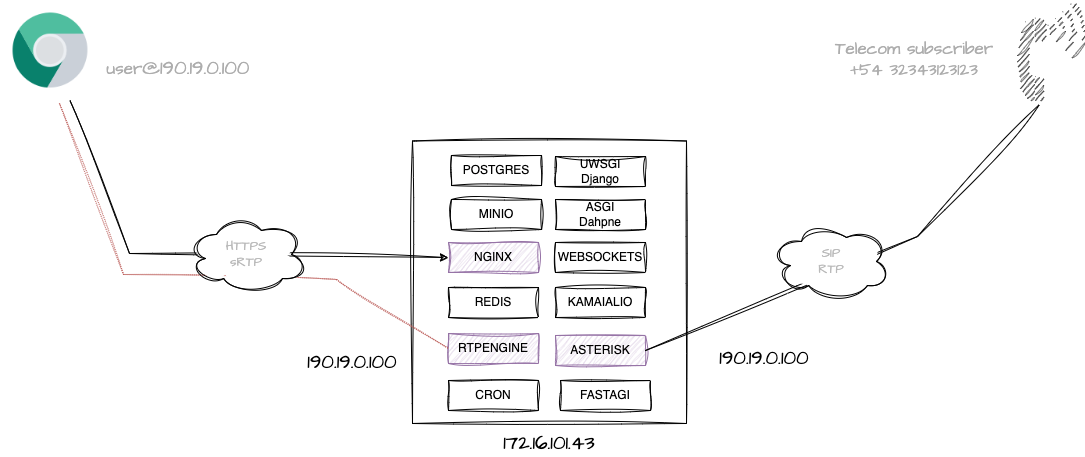 user@190.19.0.100
Telecom subscriber
+54 32343123123
POSTGRES
UWSGI
Django
MINIO
ASGI
Dahpne
HTTPS
sRTP
NGINX
WEBSOCKETS
SIP
RTP
REDIS
KAMAIALIO
RTPENGINE
ASTERISK
190.19.0.100
190.19.0.100
CRON
FASTAGI
172.16.101.43